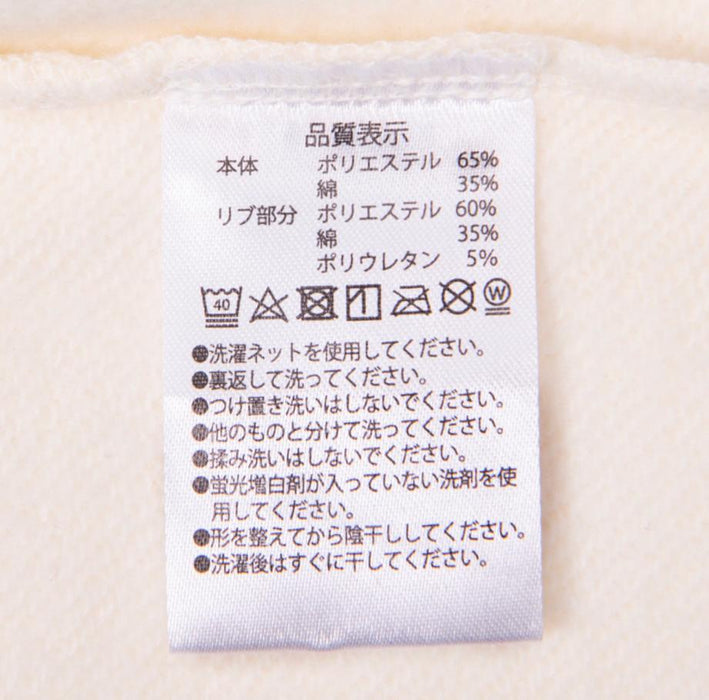 品質表示
本体 ポリエステル 65%
綿 35%
リブ部分 ポリエステル 60%
綿 35%
ポリウレタン 5%
40 W
●洗濯ネットを使用してください。
●裏返して洗ってください。
●つけ置き洗いはしないでください。
●他のものと分けて洗ってください。
●揉み洗いはしないでください。
●蛍光増白剤が入っていない洗剤を使
用してください。
●形を整えてから陰干ししてください。
●洗濯後はすぐに干してください。